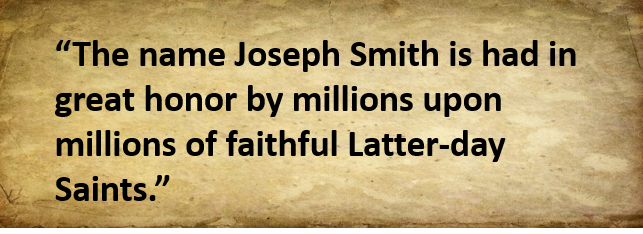 “The name Joseph Smith is had in
great honor by millions upon
millions of faithful Latter-day
Saints.”